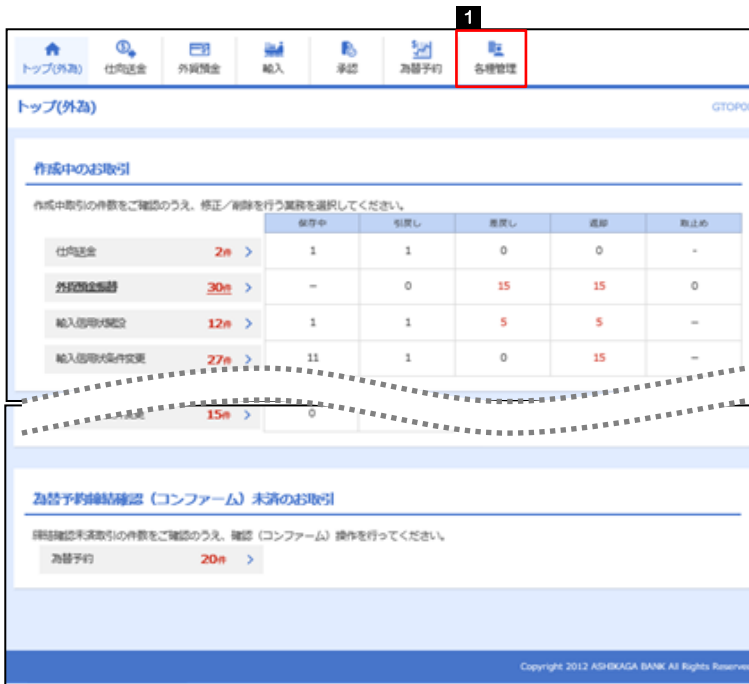 1
トップ(外為) 仕向送金 外貨預金 輸入 承認 為替予約 各種管理
トップ(外為) GTOP0
作成中のお取引
作成中取引の件数をご確認のうえ、修正／削除を行う業務を選択してください。
保存中 引戻し 差戻し 返却 取止め
仕向送金 2件 > 1 1 0 0 -
外貨預金振替 30件 > － 0 15 15 0
輸入信用状開設 12件 > 1 1 5 5 －
輸入信用状条件変更 27件 > 11 1 0 15 －
15件 > 0
為替予約締結確認（コンファーム）未済のお取引
締結確認未済取引の件数をご確認のうえ、確認（コンファーム）操作を行ってください。
為替予約 20件 >
Copyright 2012 ASHIKAGA BANK All Rights Reserve